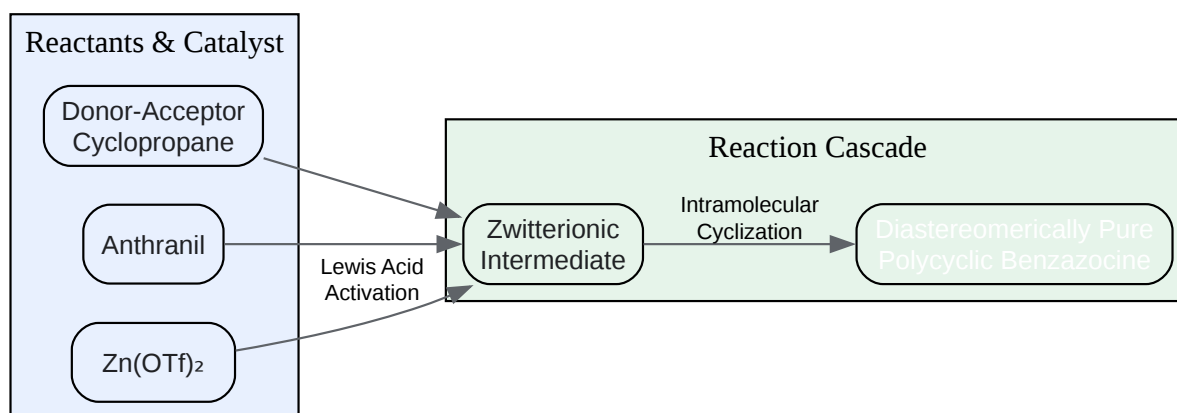 Reactants & Catalyst
Donor-Acceptor
Cyclopropane
Anthranil
Zn(OTf)₂
Lewis Acid
Activation
Reaction Cascade
Zwitterionic
Intermediate
Intramolecular
Cyclization
Diastereomerically Pure
Polycyclic Benzazocine